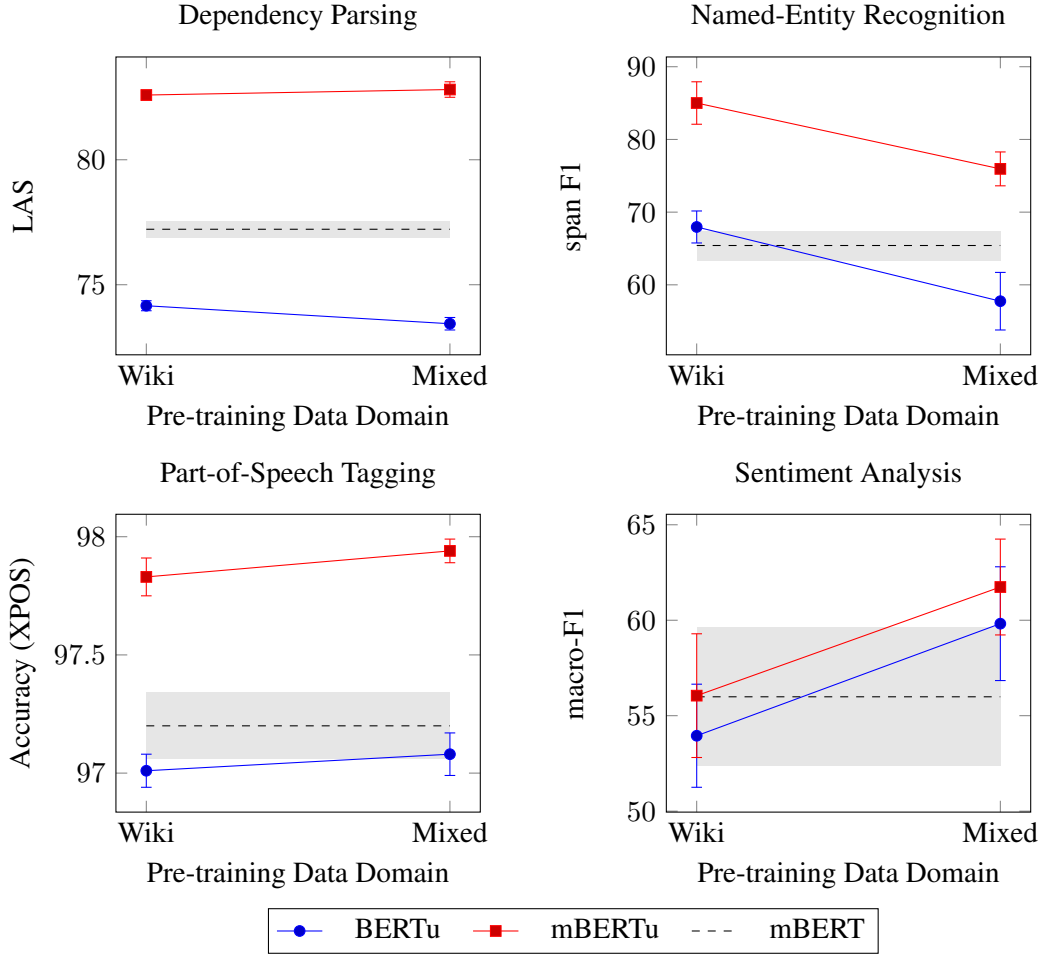 Dependency Parsing
LAS
80
75
Wiki Mixed
Pre-training Data Domain
Named-Entity Recognition
span F1
90
80
70
60
Wiki Mixed
Pre-training Data Domain
Part-of-Speech Tagging
Accuracy (XPOS)
98
97.5
97
Wiki Mixed
Pre-training Data Domain
Sentiment Analysis
macro-F1
65
60
55
50
Wiki Mixed
Pre-training Data Domain
BERTu mBERTu mBERT